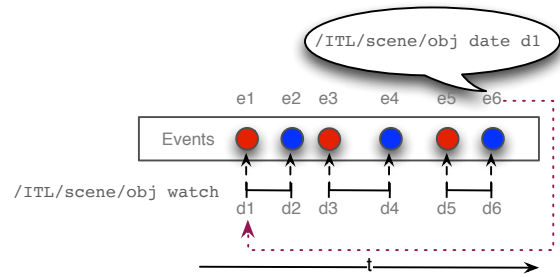 /ITL/scene/obj date d1
e1 e2 e3 e4 e5 e6
Events
/ITL/scene/obj watch
d1 d2 d3 d4 d5 d6
t